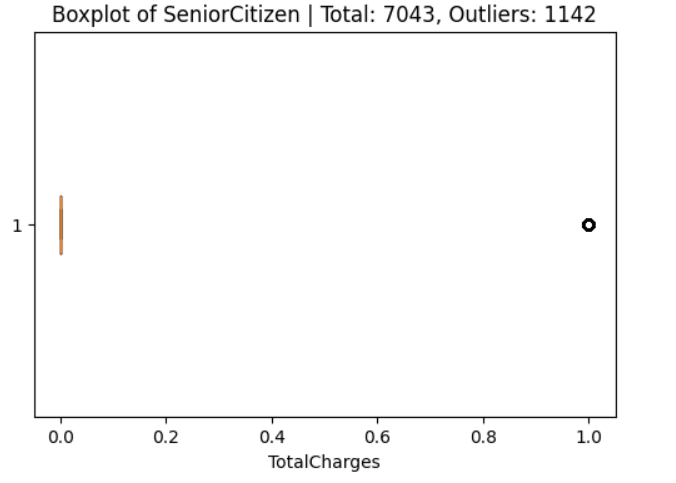 Boxplot of SeniorCitizen | Total: 7043, Outliers: 1142
1
0.0 0.2 0.4 0.6 0.8 1.0
TotalCharges